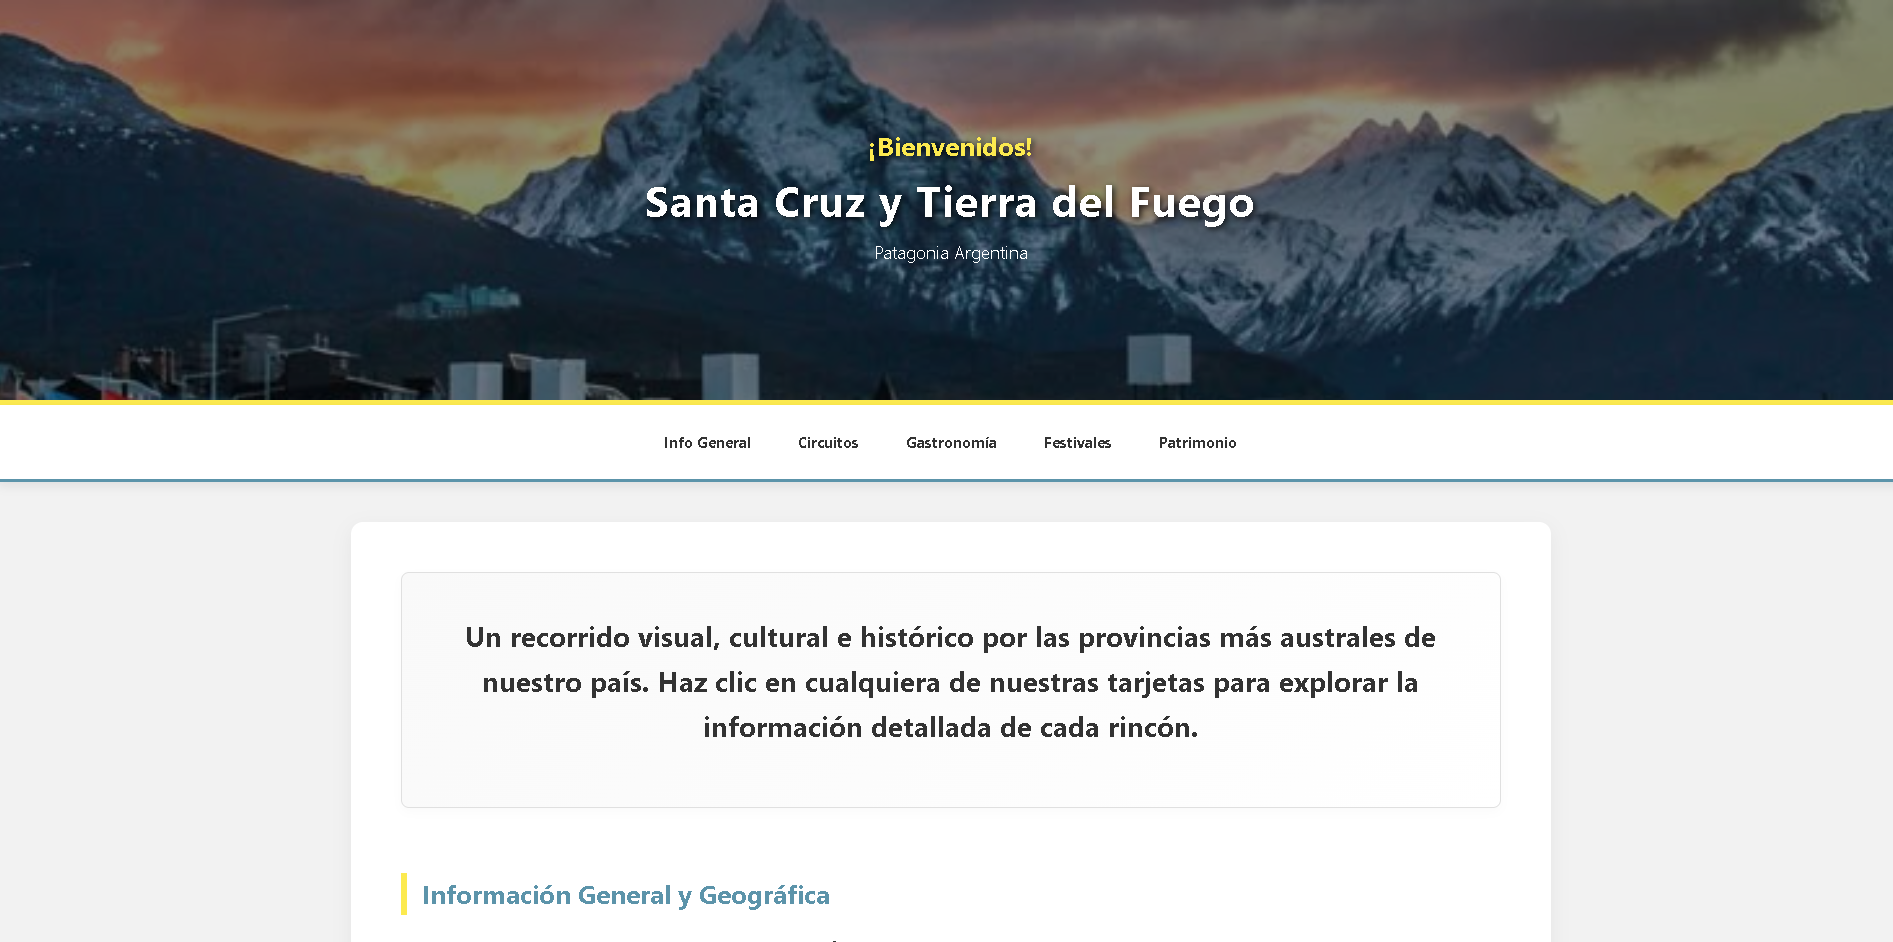 ¡Bienvenidos!
Santa Cruz y Tierra del Fuego
Patagonia Argentina
Info General
Circuitos
Gastronomía
Festivales
Patrimonio
Un recorrido visual, cultural e histórico por las provincias más australes de
nuestro país. Haz clic en cualquiera de nuestras tarjetas para explorar la
información detallada de cada rincón.
Información General y Geográfica